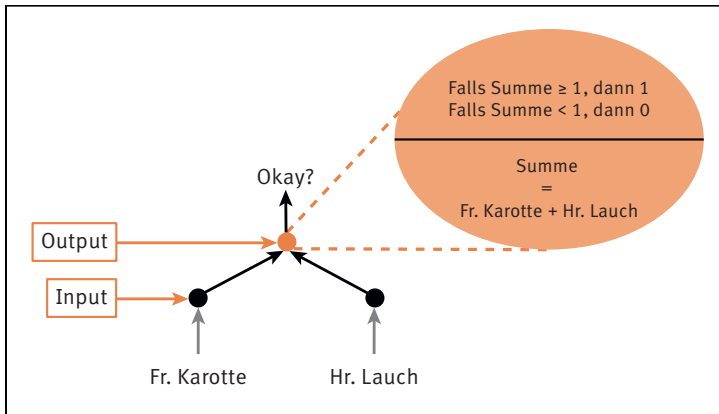 Falls Summe ≥ 1, dann 1
Falls Summe < 1, dann 0
Summe
=
Fr. Karotte + Hr. Lauch
Okay?
Output
Input
Fr. Karotte
Hr. Lauch